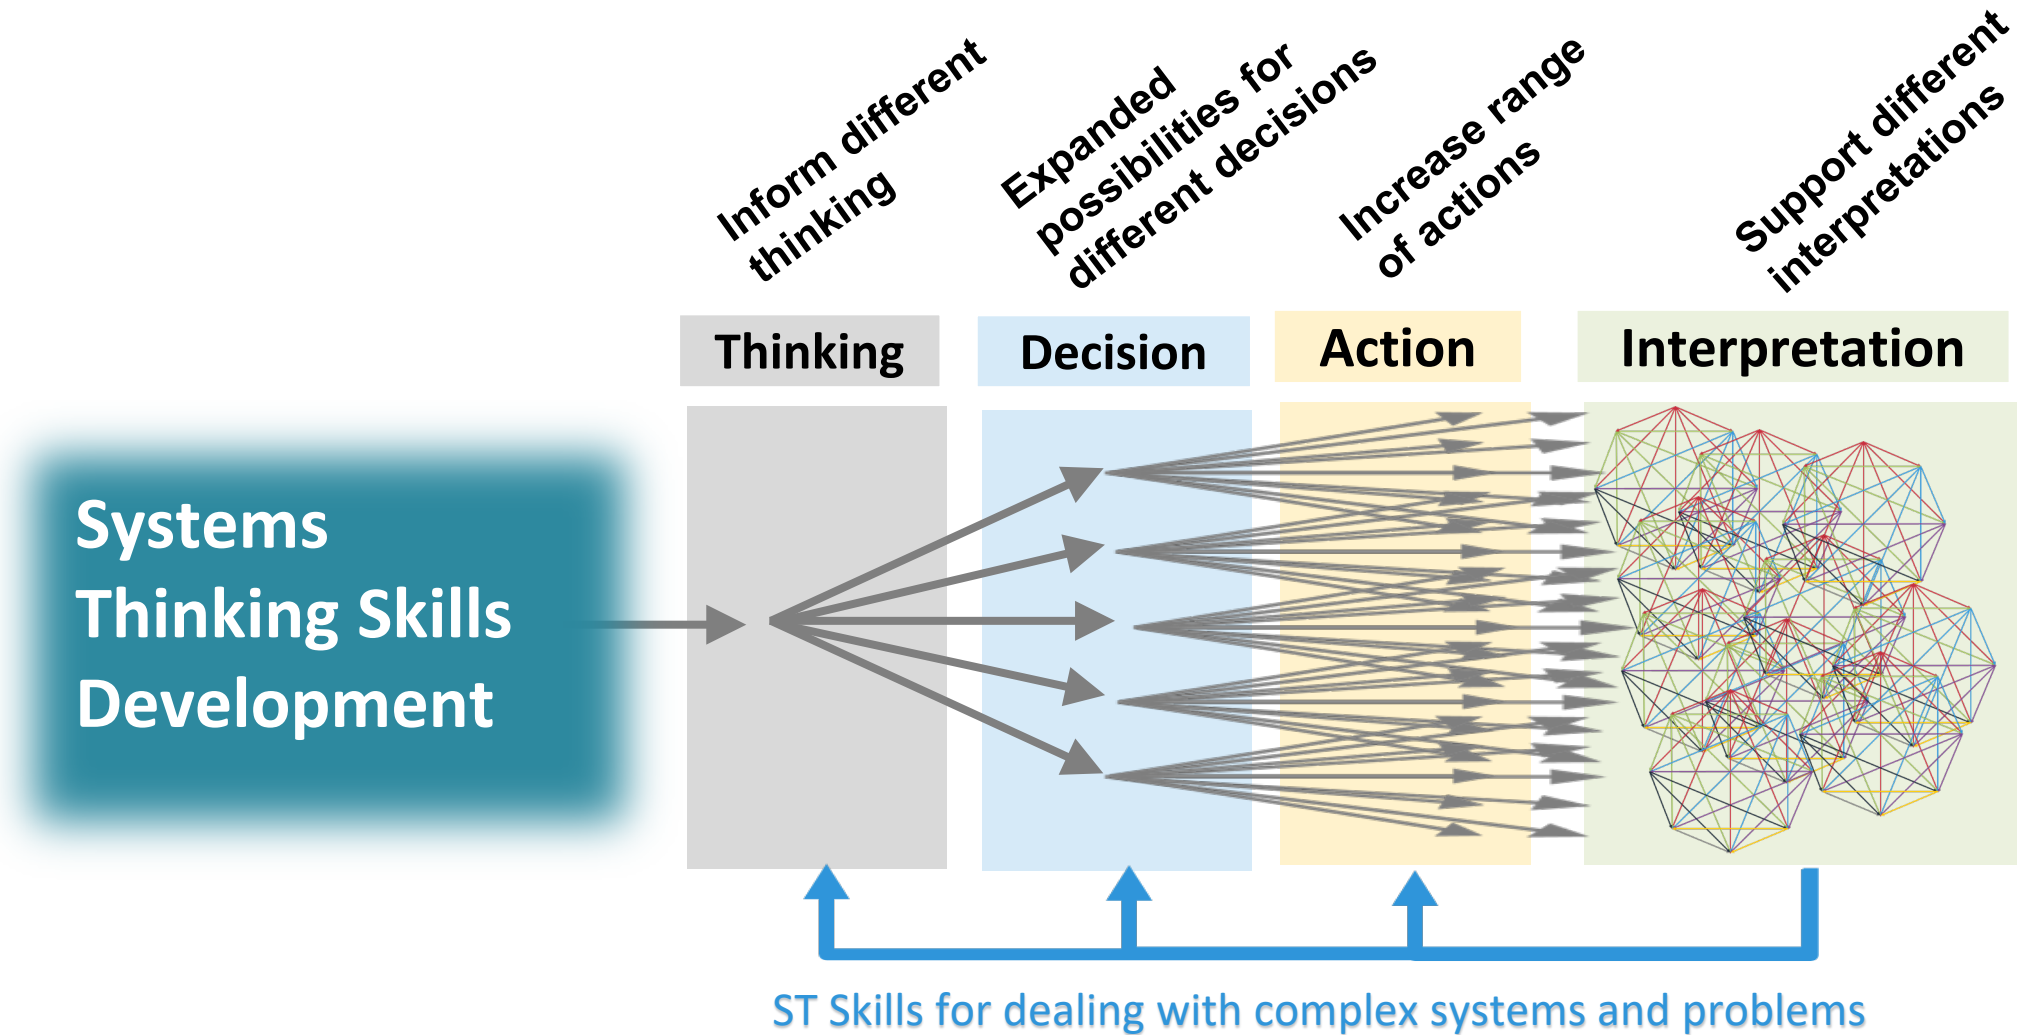 Inform different
thinking
Expanded
possibilities for
different decisions
Increase range
of actions
Support different
interpretations
Thinking
Decision
Action
Interpretation
Systems
Thinking Skills
Development
ST Skills for dealing with complex systems and problems